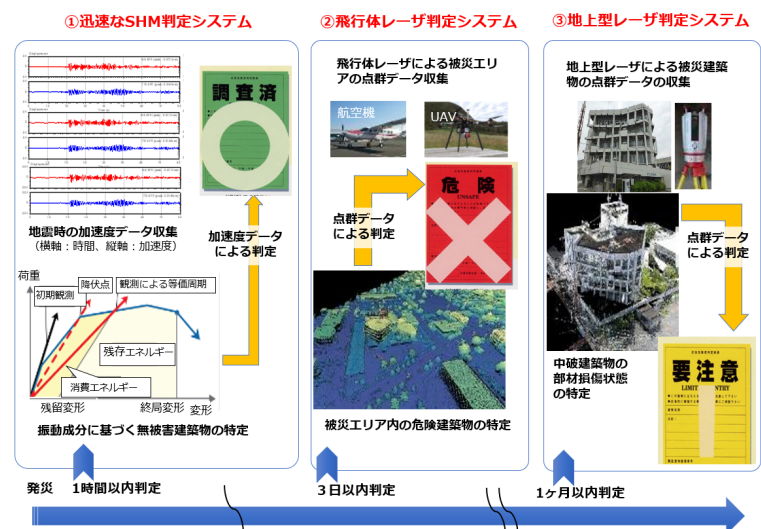 ①迅速なSHM判定システム
調査済
地震時の加速度データ収集
（横軸：時間、縦軸：加速度）
加速度データ
による判定
荷重
降伏点
観測による等価周期
初期観測
残存エネルギー
消費エネルギー
残留変形
終局変形
変形
振動成分に基づく無被害建築物の特定
②飛行体レーザ判定システム
飛行体レーザによる被災エリ
アの点群データ収集
航空機
UAV
危険
UNSAFE
点群データ
による判定
被災エリア内の危険建築物の特定
③地上型レーザ判定システム
地上型レーザによる被災建築
物の点群データの収集
点群データ
による判定
中破建築物の
部材損傷状態
の特定
要注意
発災
1時間以内判定
３日以内判定
1ヶ月以内判定